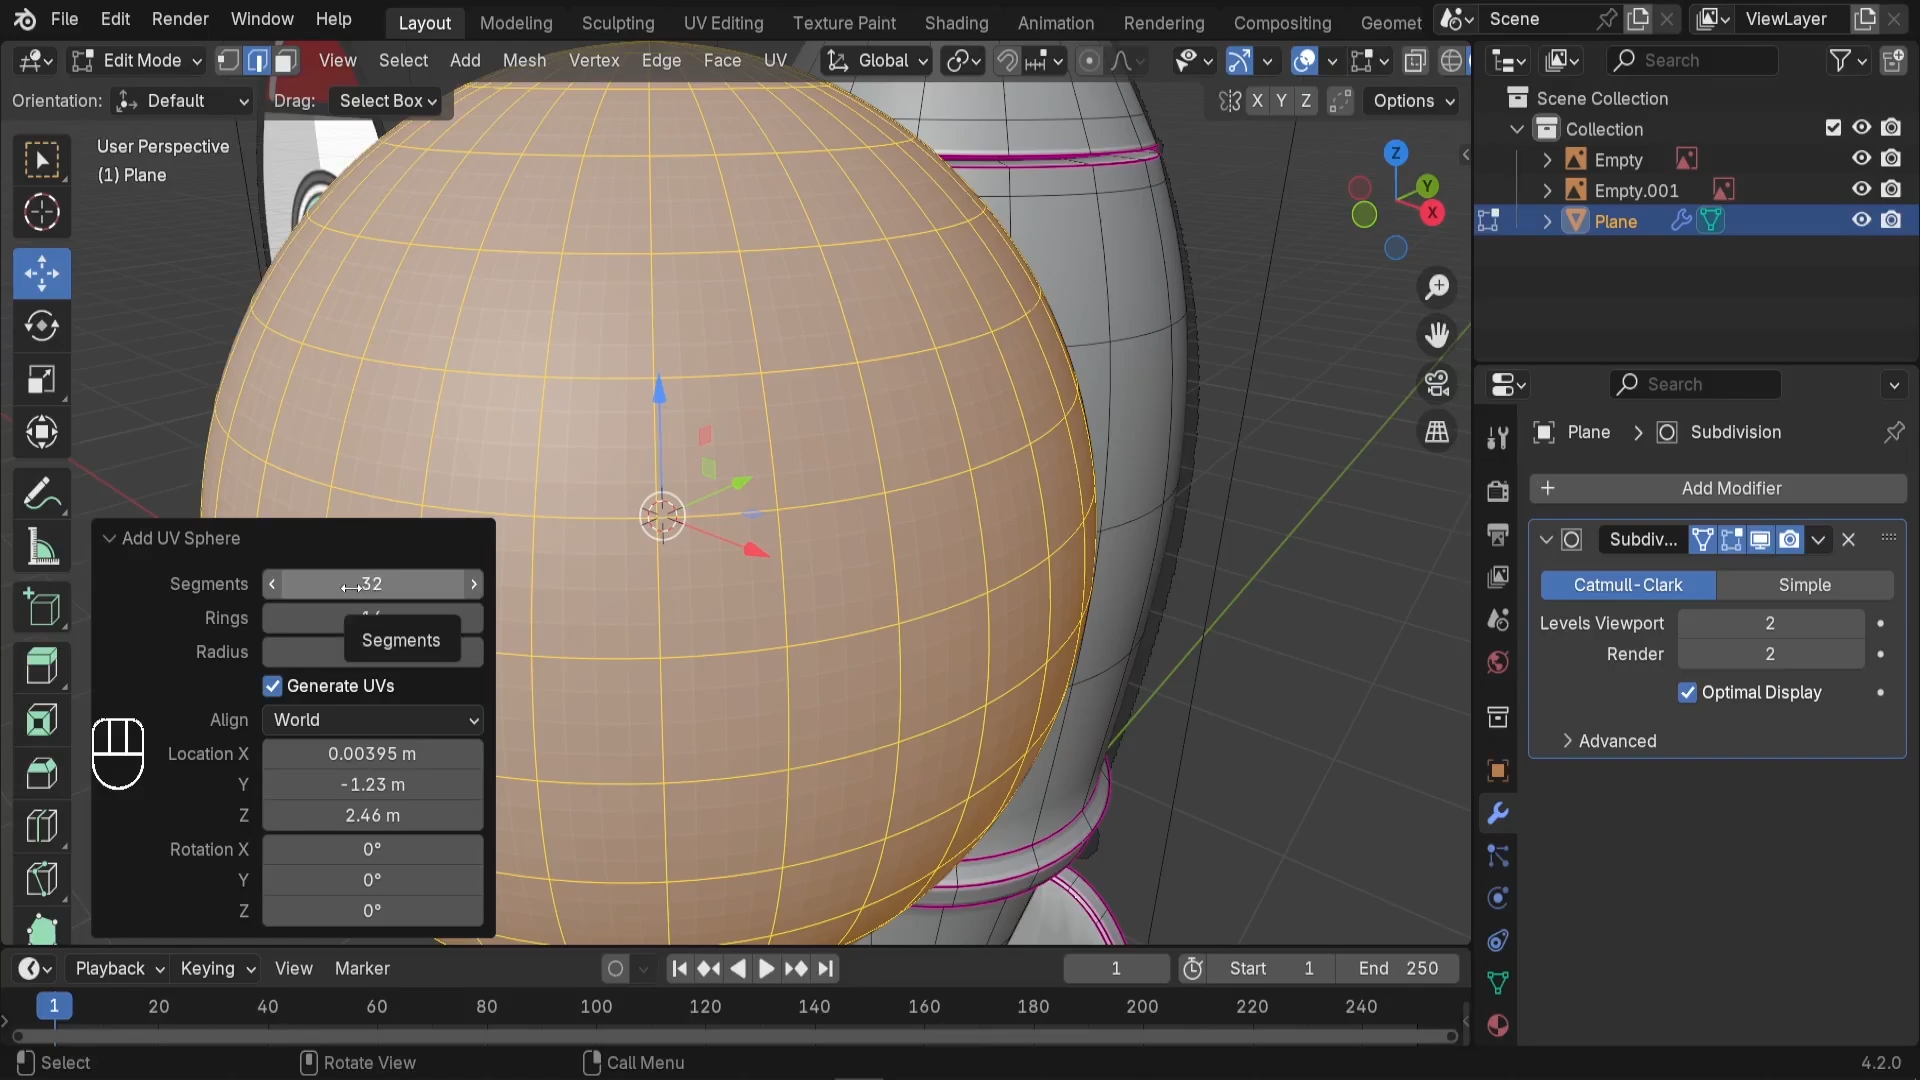 File Edit Render Window Help Layout Modeling Sculpting UV Editing Texture Paint Shading Animation Rendering Compositing Geomet Scene ViewLayer
Edit Mode View Select Add Mesh Vertex Edge Face UV Global Search
Orientation: Default Drag: Select Box X Y Z Options
Scene Collection
Collection
Empty
Empty.001
Plane
User Perspective
(1) Plane
Z
Y
X
Search
Plane > Subdivision
+ Add Modifier
Subdiv...
Catmull-Clark Simple
Levels Viewport 2
Render 2
Optimal Display
Advanced
Add UV Sphere
Segments 32
Rings
Segments
Radius
Generate UVs
Align World
Location X 0.00395 m
Y -1.23 m
Z 2.46 m
Rotation X 0°
Y 0°
Z 0°
Playback Keying View Marker 1 Start 1 End 250
1 20 40 60 80 100 120 140 160 180 200 220 240
Select Rotate View Call Menu 4.2.0